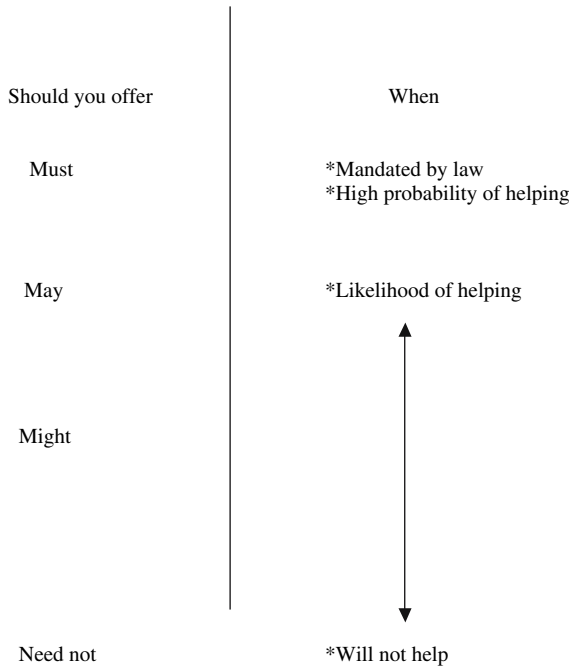 Should you offer When
Must *Mandated by law
*High probability of helping
May *Likelihood of helping
Might
Need not *Will not help